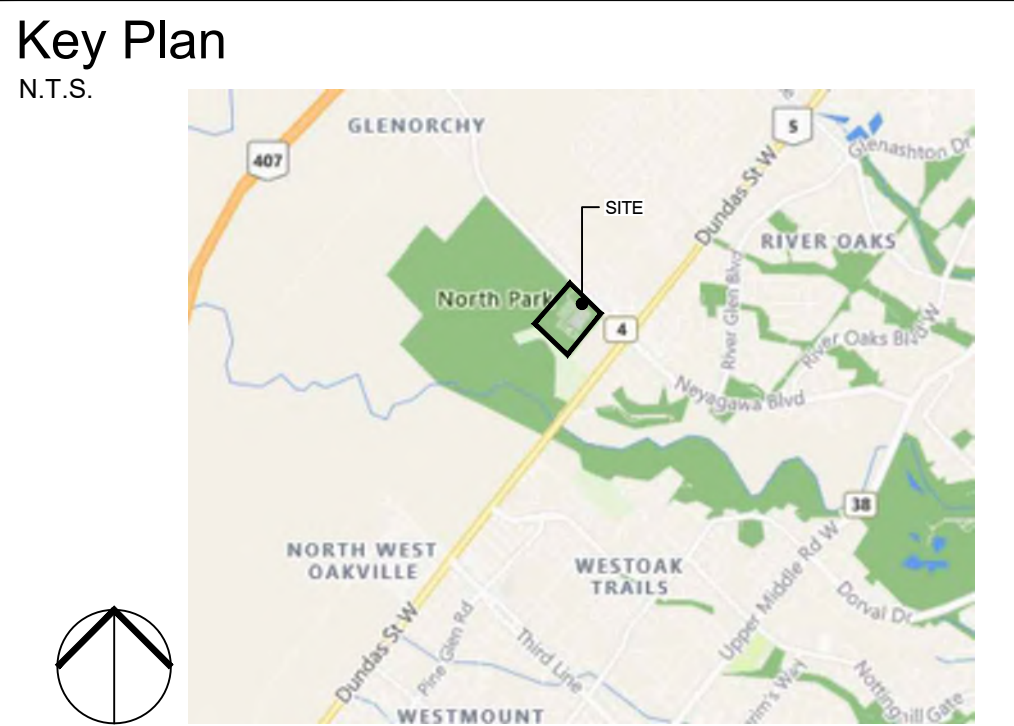 Key Plan
N.T.S.
GLENORCHY
5
Glenashton Dr
407
Dundas St W
SITE
RIVER OAKS
North Park
River Glen Blvd
4
River Oaks Blvd W
Neyagawa Blvd
38
NORTH WEST
OAKVILLE
WESTOAK
TRAILS
Upper Middle Rd W
Dorval Dr
Dundas St W
Pine Glen Rd
Third Line
WESTMOUNT